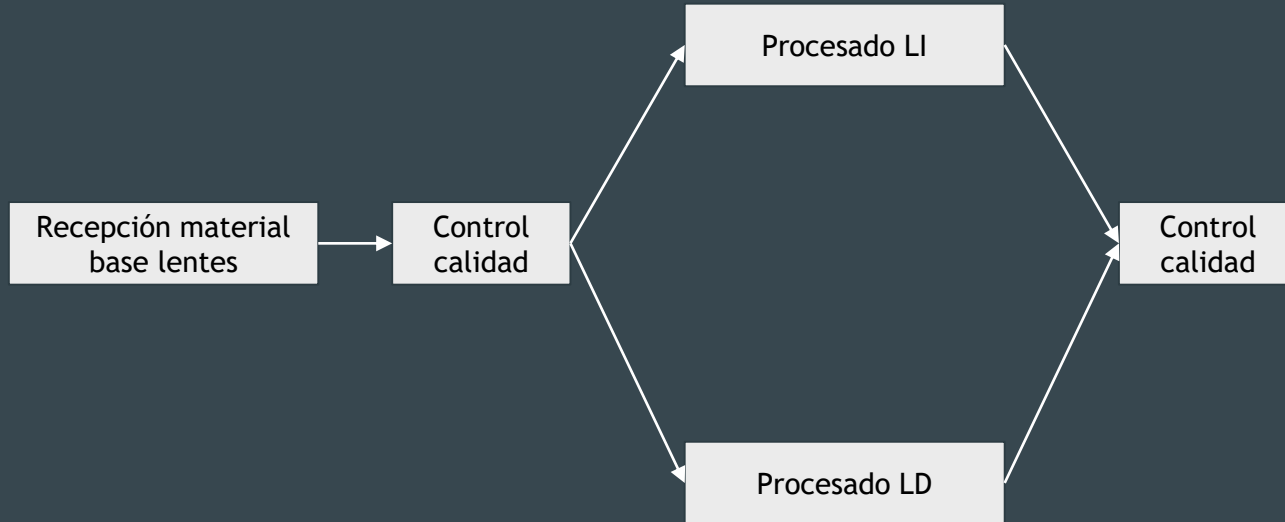 Procesado LI
Recepción material
base lentes
Control
calidad
Control
calidad
Procesado LD